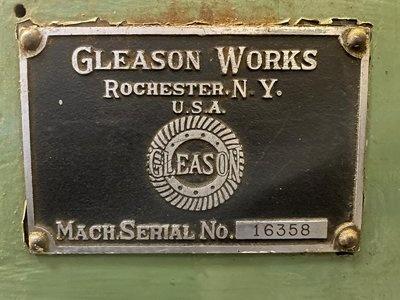 GLEASON WORKS
ROCHESTER. N. Y.
U.S.A.
GLEASON
MACH. SERIAL NO. 16358